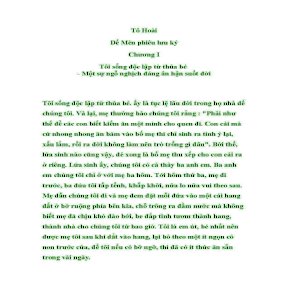 Tô Hoài
Dế Mèn phiêu lưu ký
Chương 1
Tôi sống độc lập từ thủa bé
- Một sự ngỗ nghịch đáng ân hận suốt đời
Tôi sống độc lập từ thủa bé. ấy là tục lệ lâu đời trong họ nhà dế
chúng tôi. Vả lại, mẹ thường bảo chúng tôi rằng : "Phải như
thế để các con biết kiếm ăn một mình cho quen đi. Con cái mà
cứ nhong nhong ăn bám vào bố mẹ thì chỉ sinh ra tính ỷ lại,
xấu lắm, rồi ra đời không làm nên trò trống gì đâu". Bởi thế,
lứa sinh nào cũng vậy, đẻ xong là bố mẹ thu xếp cho con cái ra
ở riêng. Lứa sinh ấy, chúng tôi có cả thảy ba anh em. Ba anh
em chúng tôi chỉ ở với mẹ ba hôm. Tới hôm thứ ba, mẹ đi
trước, ba đứa tôi tấp tểnh, khấp khởi, nửa lo nửa vui theo sau.
Mẹ dẫn chúng tôi đi và mẹ đem đặt mỗi đứa vào một cái hang
đất ở bờ ruộng phía bên kia, chỗ trông ra đầm nước mà không
biết mẹ đã chịu khó đào bới, be đắp tinh tươm thành hang,
thành nhà cho chúng tôi từ bao giờ. Tôi là em út, bé nhất nên
được mẹ tôi sau khi dắt vào hang, lại bỏ theo một ít ngọn cỏ
non trước cửa, để tôi nếu có bỡ ngỡ, thì đã có ít thức ăn sẵn
trong vài ngày.